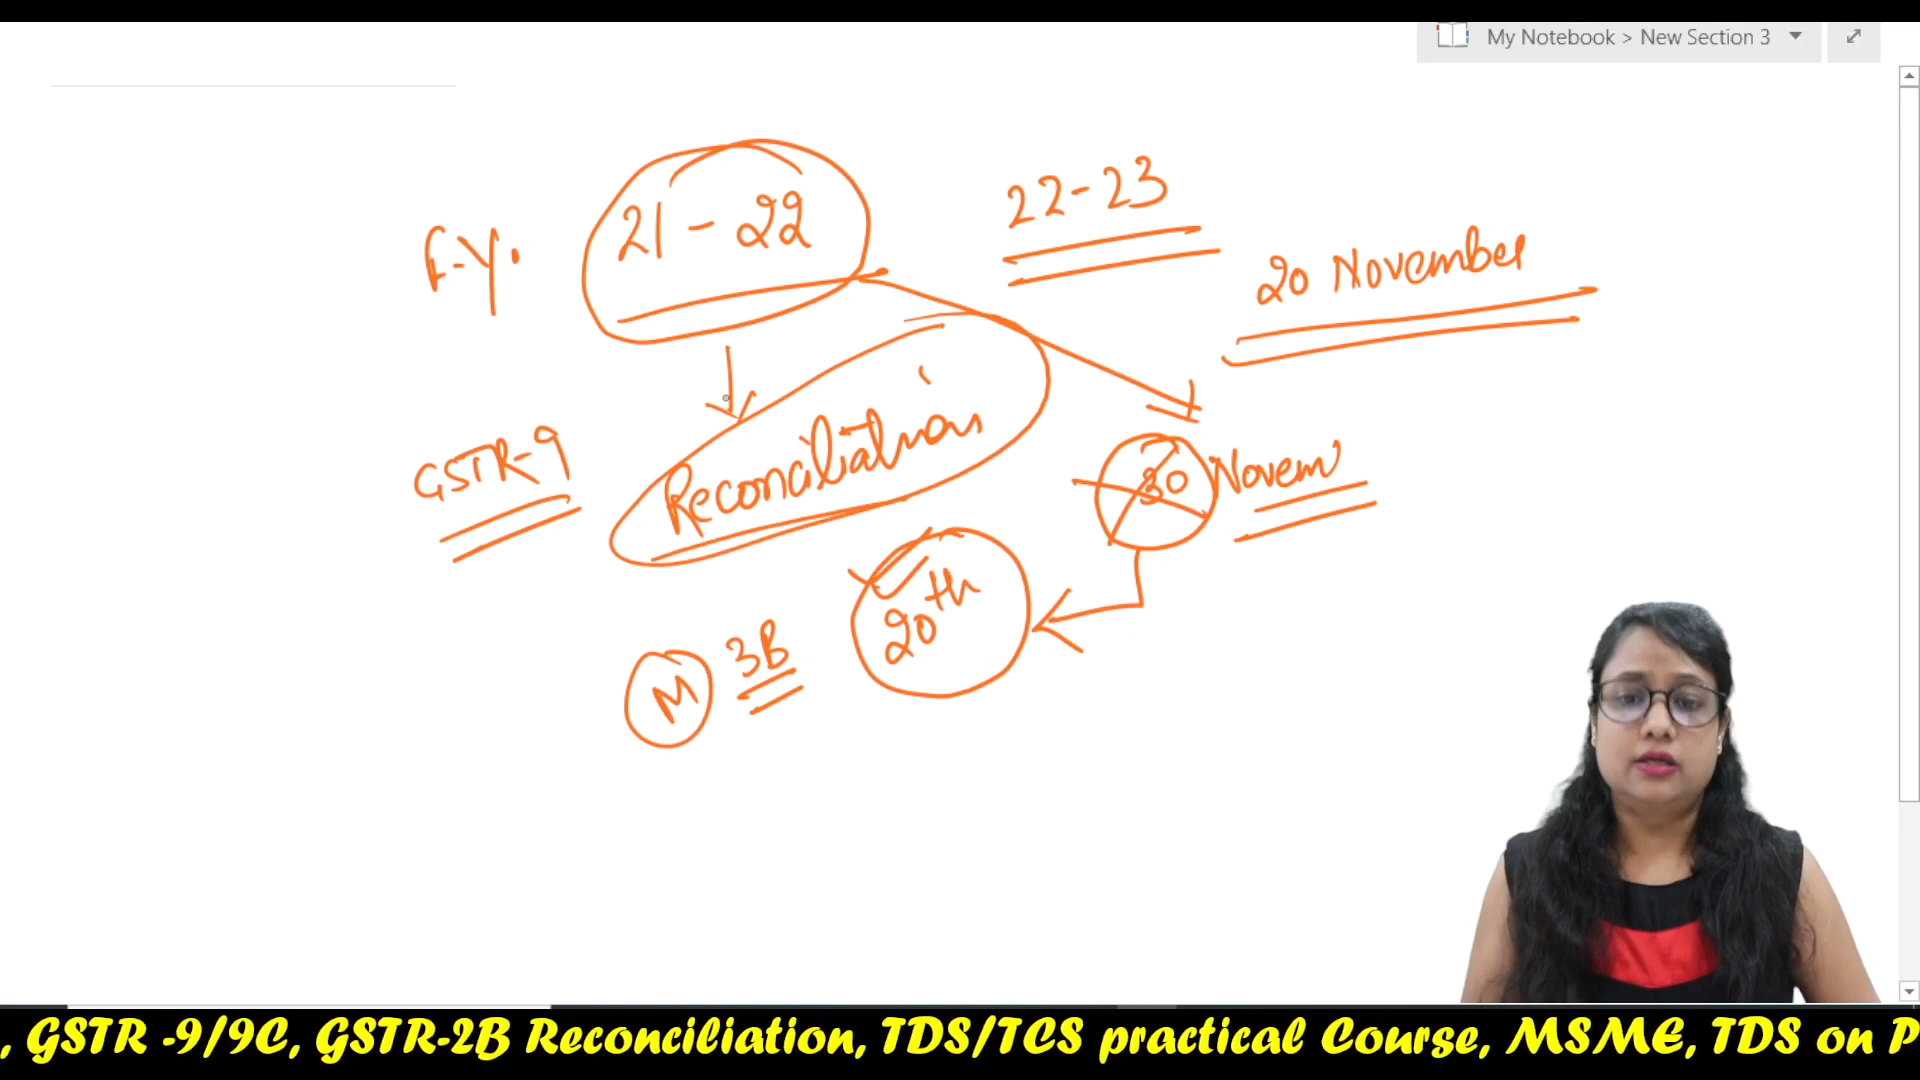 My Notebook > New Section 3
F.Y. 21-22
22-23
20 November
GSTR-9
Reconciliation
30 Novem
20th
M 3B
, GSTR -9/9C, GSTR-2B Reconciliation, TDS/TCS practical Course, MSME, TDS on P